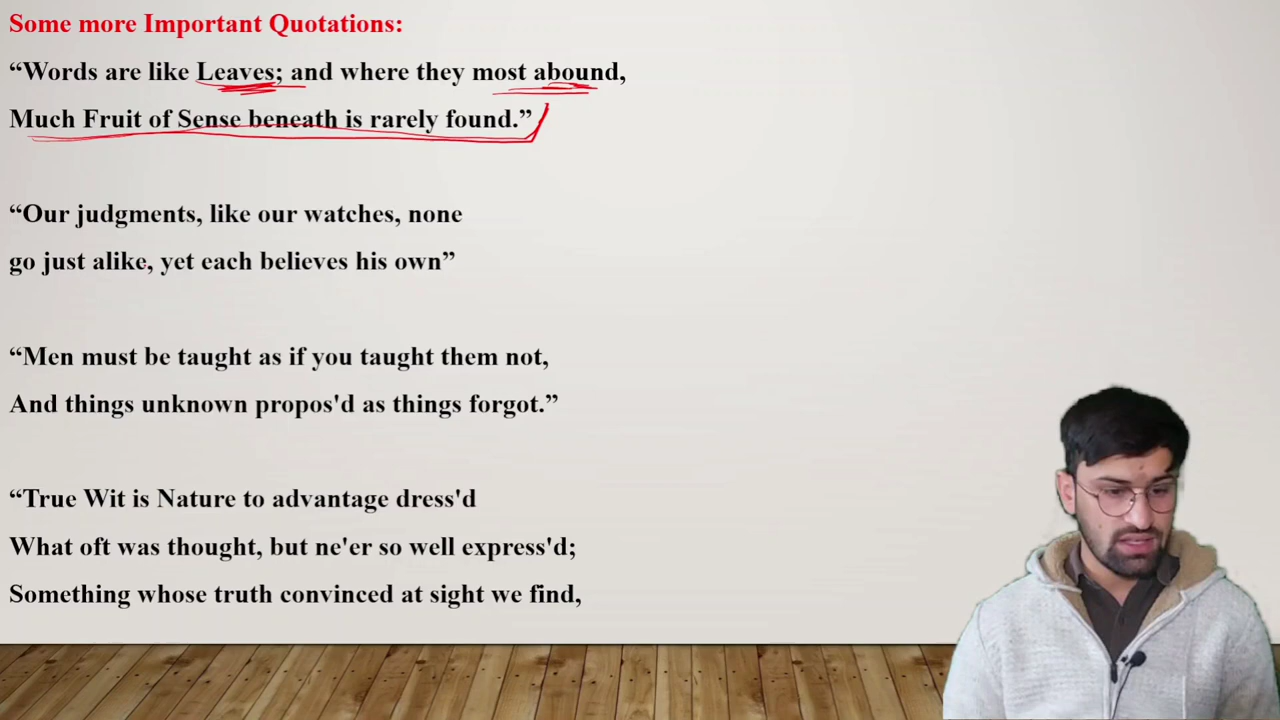 Some more Important Quotations:
“Words are like Leaves; and where they most abound,
Much Fruit of Sense beneath is rarely found.”
“Our judgments, like our watches, none
go just alike, yet each believes his own”
“Men must be taught as if you taught them not,
And things unknown propos'd as things forgot.”
“True Wit is Nature to advantage dress'd
What oft was thought, but ne'er so well express'd;
Something whose truth convinced at sight we find,